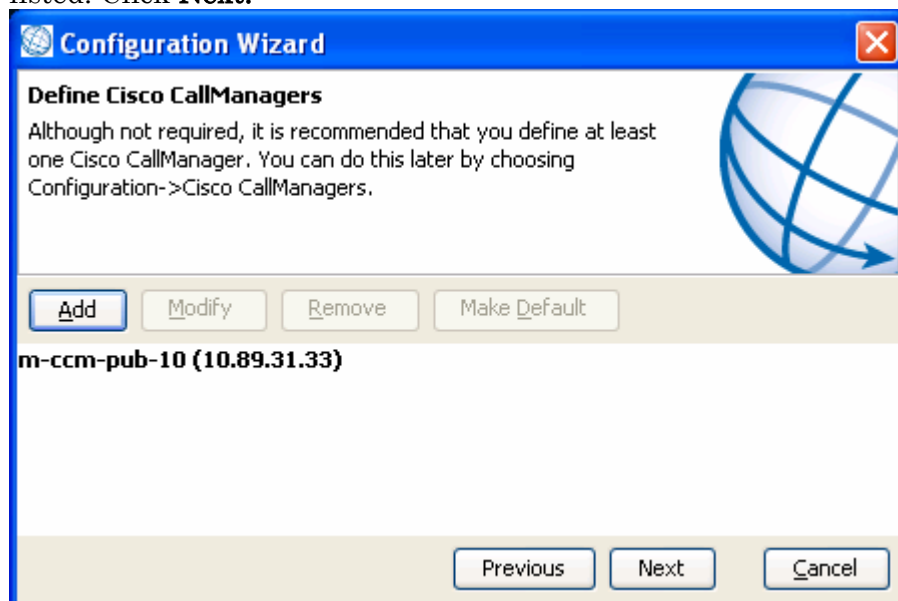 listed. Click Next.
Configuration Wizard
Define Cisco CallManagers
Although not required, it is recommended that you define at least
one Cisco CallManager. You can do this later by choosing
Configuration->Cisco CallManagers.
Add Modify Remove Make Default
m-ccm-pub-10 (10.89.31.33)
Previous Next Cancel